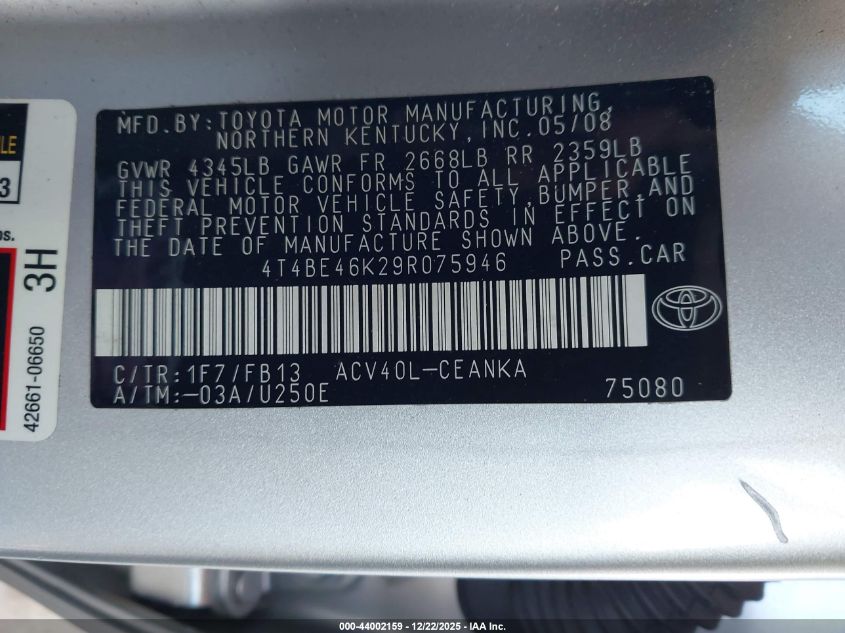 MFD.BY:TOYOTA MOTOR MANUFACTURING,
NORTHERN KENTUCKY,INC.05/08
GVWR 4345LB GAWR FR 2668LB RR 2359LB
THIS VEHICLE CONFORMS TO ALL APPLICABLE
FEDERAL MOTOR VEHICLE SAFETY,BUMPER,AND
THEFT PREVENTION STANDARDS IN EFFECT ON
THE DATE OF MANUFACTURE SHOWN ABOVE.
4T4BE46K29R075946 PASS.CAR
C/TR:1F7/FB13 ACV40L-CEANKA
A/TM:-03A/U250E 75080
3
3H
42661-06650
000-44002159 - 12/22/2025 - IAA Inc.